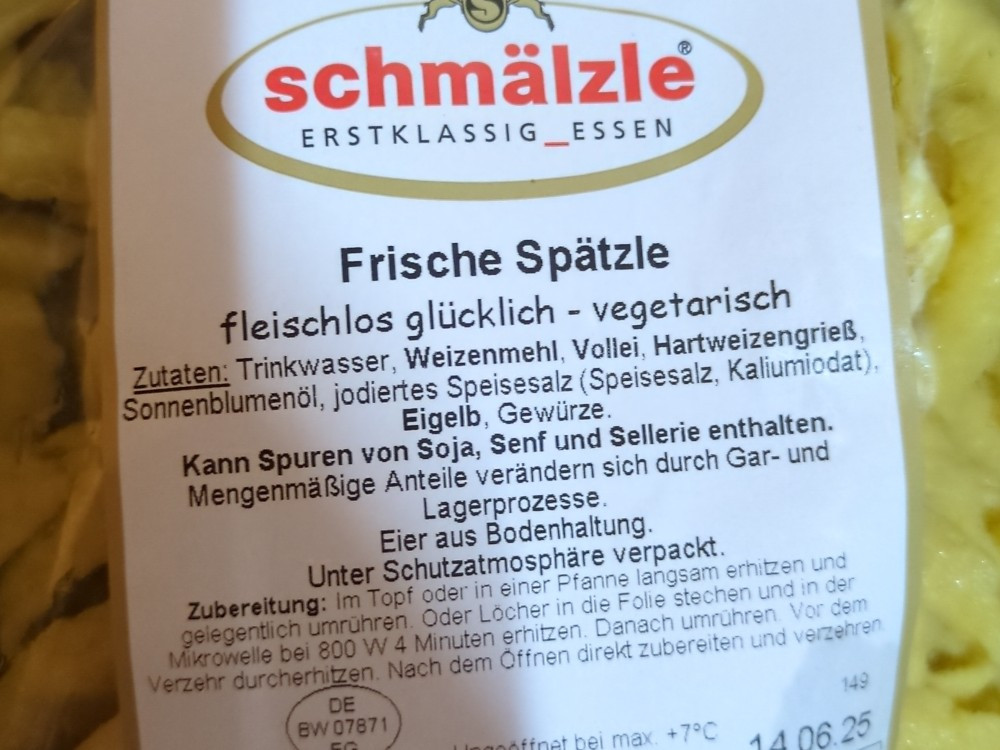 schmälzle®
ERSTKLASSIG_ESSEN
Frische Spätzle
fleischlos glücklich - vegetarisch
Zutaten: Trinkwasser, Weizenmehl, Vollei, Hartweizengrieß,
Sonnenblumenöl, jodiertes Speisesalz (Speisesalz, Kaliumiodat),
Eigelb, Gewürze.
Kann Spuren von Soja, Senf und Sellerie enthalten.
Mengenmäßige Anteile verändern sich durch Gar- und
Lagerprozesse.
Eier aus Bodenhaltung.
Unter Schutzatmosphäre verpackt.
Zubereitung: Im Topf oder in einer Pfanne langsam erhitzen und
gelegentlich umrühren. Oder Löcher in die Folie stechen und in der
Mikrowelle bei 800 W 4 Minuten erhitzen. Danach umrühren. Vor dem
Verzehr durcherhitzen. Nach dem Öffnen direkt zubereiten und verzehren
149
DE
BW 07871
EG
Ungeöffnet bei max. +7°C
14.06.25